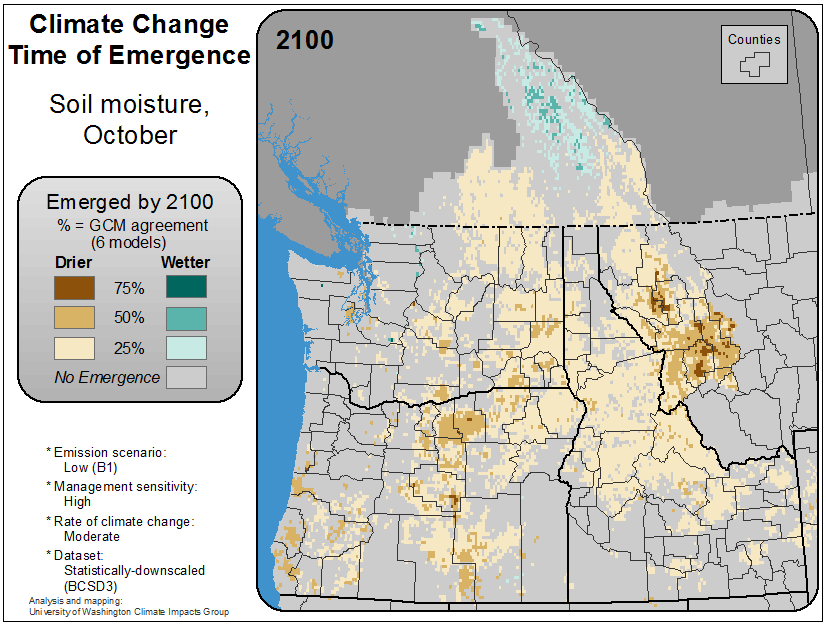 Climate Change
Time of Emergence
Soil moisture,
October
Emerged by 2100
% = GCM agreement
(6 models)
Drier
Wetter
75%
50%
25%
No Emergence
* Emission scenario:
Low (B1)
* Management sensitivity:
High
* Rate of climate change:
Moderate
* Dataset:
Statistically-downscaled
(BCSD3)
Analysis and mapping:
University of Washington Climate Impacts Group
2100
Counties